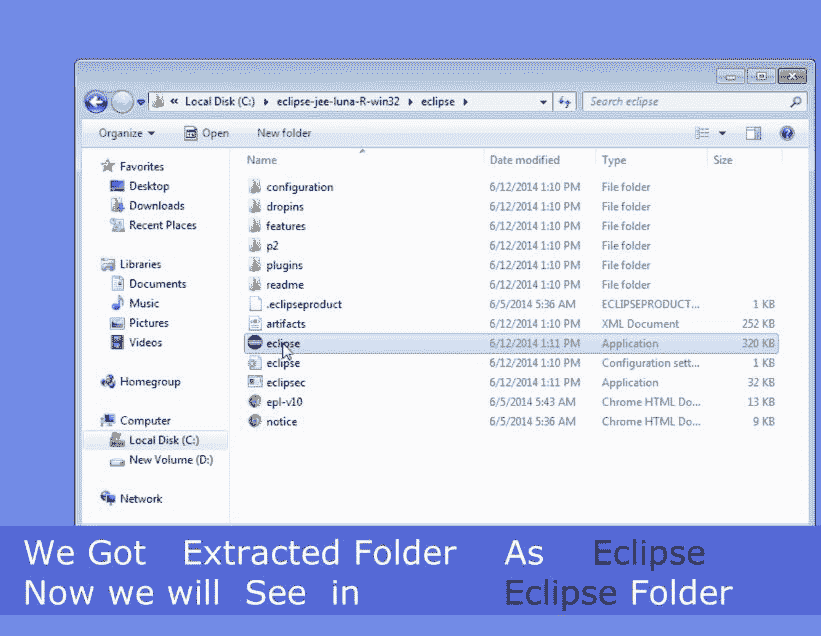 « Local Disk (C:) ▸ eclipse-jee-luna-R-win32 ▸ eclipse ▸
Search eclipse
Organize Open New folder
Name Date modified Type Size
Favorites
Desktop
Downloads
Recent Places
Libraries
Documents
Music
Pictures
Videos
Homegroup
Computer
Local Disk (C:)
New Volume (D:)
Network
configuration 6/12/2014 1:10 PM File folder
dropins 6/12/2014 1:10 PM File folder
features 6/12/2014 1:10 PM File folder
p2 6/12/2014 1:10 PM File folder
plugins 6/12/2014 1:10 PM File folder
readme 6/12/2014 1:10 PM File folder
.eclipseproduct 6/5/2014 5:36 AM ECLIPSEPRODUCT... 1 KB
artifacts 6/12/2014 1:10 PM XML Document 252 KB
eclipse 6/12/2014 1:11 PM Application 320 KB
eclipse 6/12/2014 1:10 PM Configuration sett... 1 KB
eclipsec 6/12/2014 1:11 PM Application 32 KB
epl-v10 6/5/2014 5:43 AM Chrome HTML Do... 13 KB
notice 6/5/2014 5:36 AM Chrome HTML Do... 9 KB
We Got Extracted Folder As Eclipse
Now we will See in Eclipse Folder